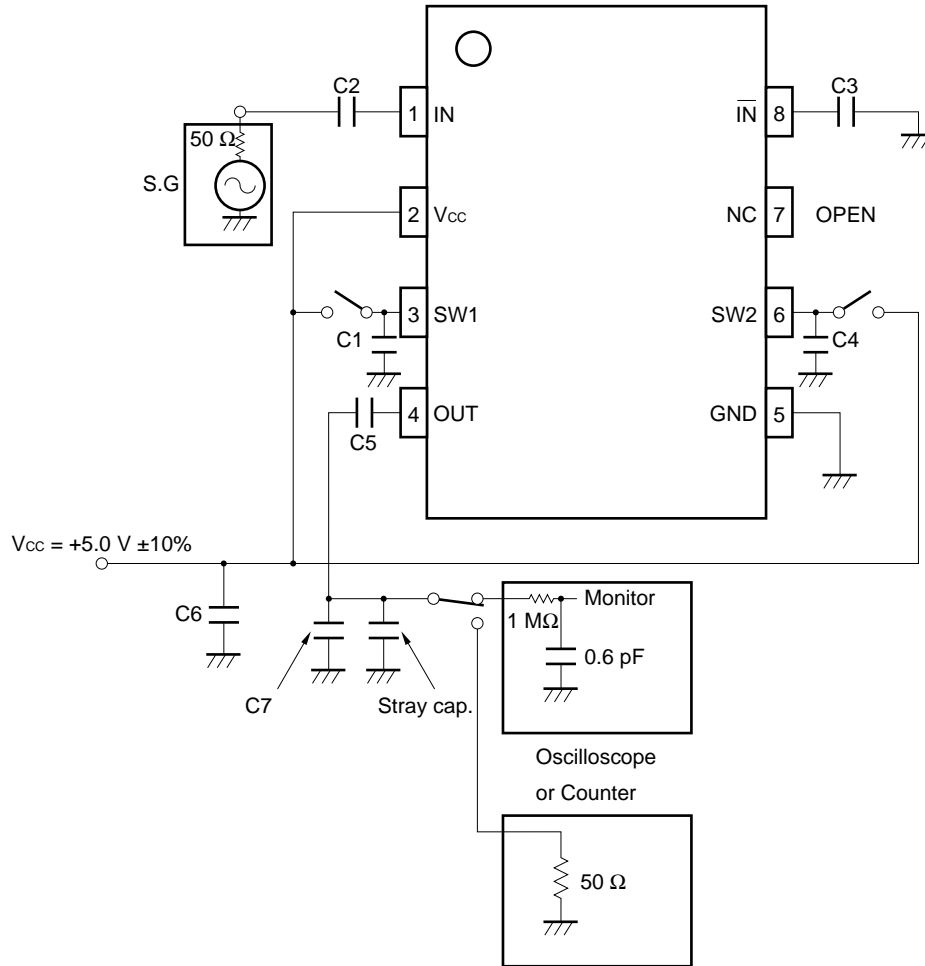 C2
C3
1 IN
IN 8
50 Ω
S.G
2 VCC
NC 7 OPEN
3 SW1
SW2 6
C1
C4
4 OUT
GND 5
C5
VCC = +5.0 V ±10%
C6
Monitor
1 MΩ
0.6 pF
C7
Stray cap.
Oscilloscope
or Counter
50 Ω